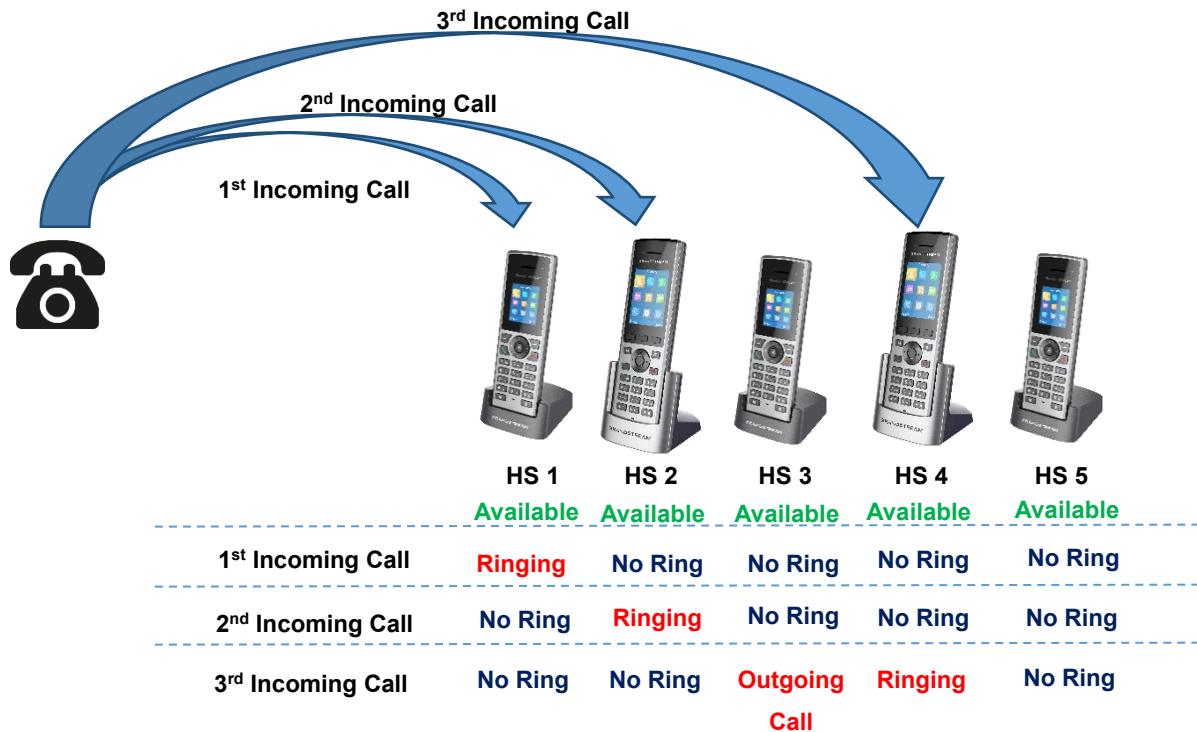 3rd Incoming Call
2nd Incoming Call
1st Incoming Call
GRANDSTREAM
HS 1 HS 2 HS 3 HS 4 HS 5
Available Available Available Available Available
1st Incoming Call Ringing No Ring No Ring No Ring No Ring
2nd Incoming Call No Ring Ringing No Ring No Ring No Ring
3rd Incoming Call No Ring No Ring Outgoing Ringing No Ring
Call